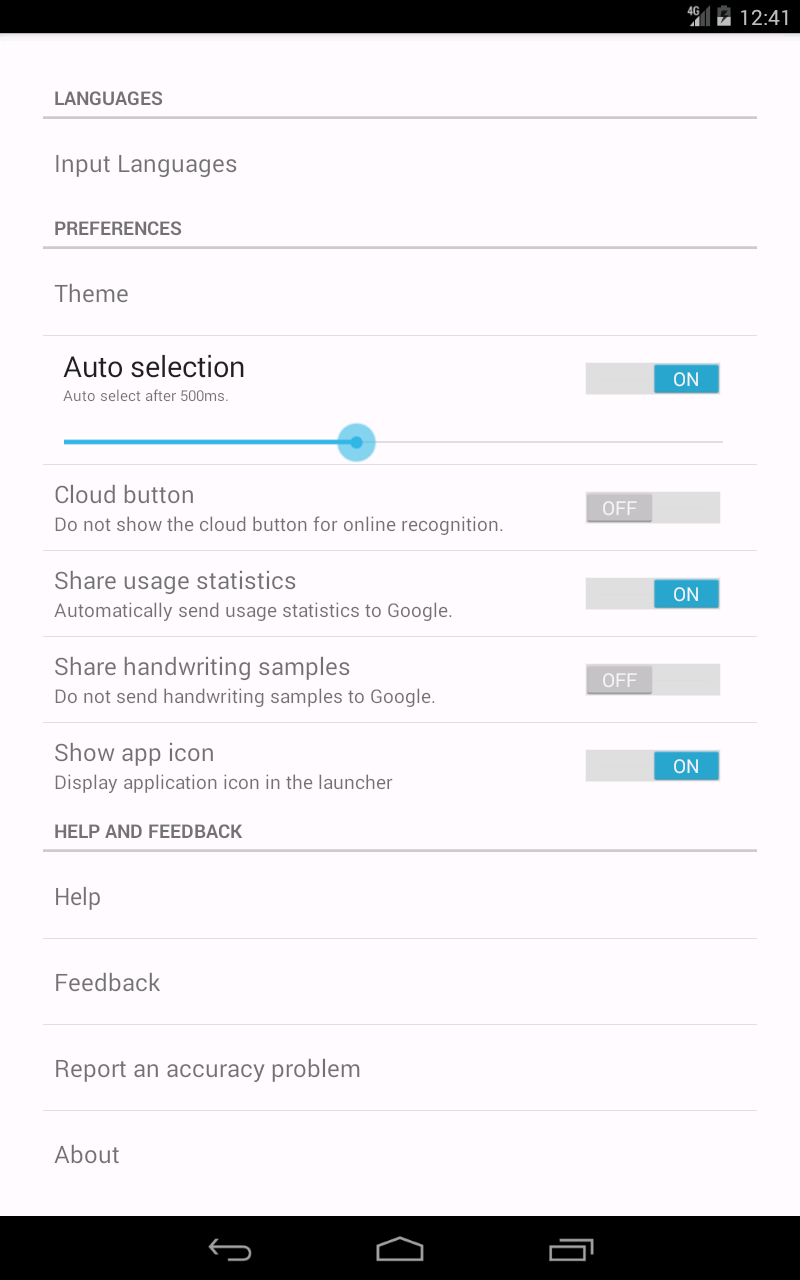 4G 12:41
LANGUAGES
Input Languages
PREFERENCES
Theme
Auto selection
ON
Auto select after 500ms.
Cloud button
OFF
Do not show the cloud button for online recognition.
Share usage statistics
ON
Automatically send usage statistics to Google.
Share handwriting samples
OFF
Do not send handwriting samples to Google.
Show app icon
ON
Display application icon in the launcher
HELP AND FEEDBACK
Help
Feedback
Report an accuracy problem
About